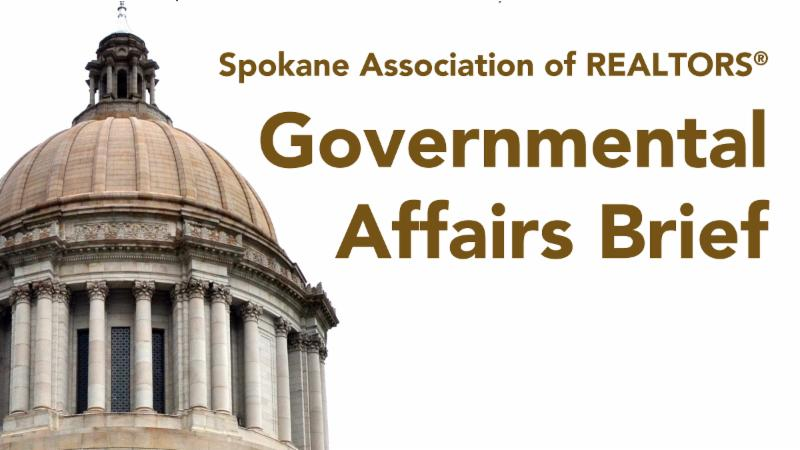 Spokane Association of REALTORS®
Governmental
Affairs Brief